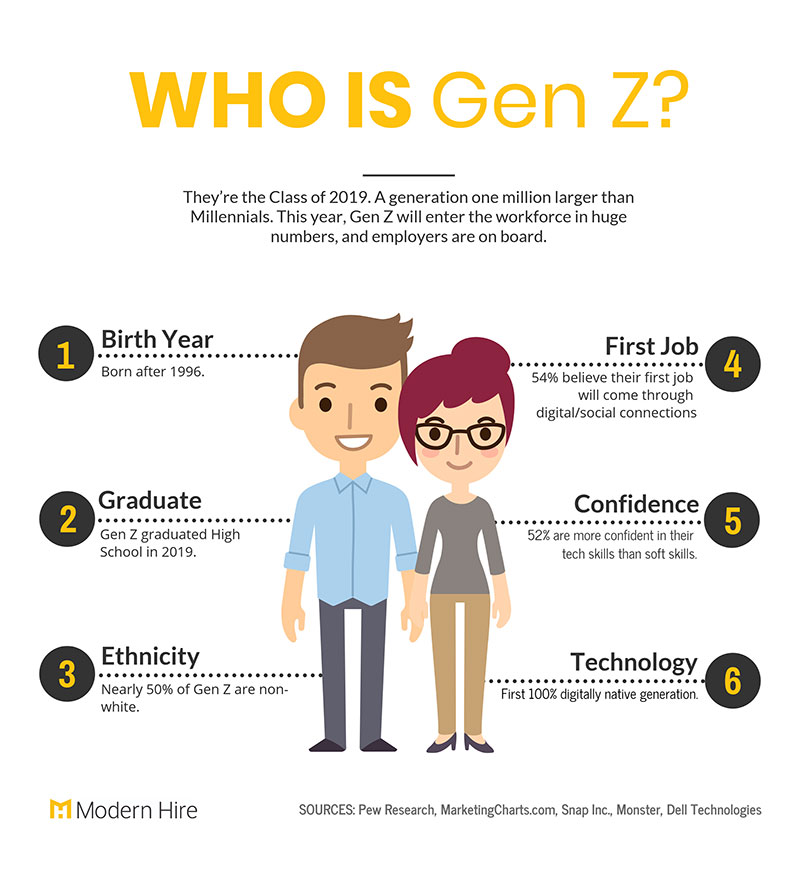 WHO IS Gen Z?
They’re the Class of 2019. A generation one million larger than
Millennials. This year, Gen Z will enter the workforce in huge
numbers, and employers are on board.
1
Birth Year
Born after 1996.
2
Graduate
Gen Z graduated High
School in 2019.
3
Ethnicity
Nearly 50% of Gen Z are non-
white.
First Job
4
54% believe their first job
will come through
digital/social connections
Confidence
5
52% are more confident in their
tech skills than soft skills.
Technology
6
First 100% digitally native generation.
Modern Hire
SOURCES: Pew Research, MarketingCharts.com, Snap Inc., Monster, Dell Technologies